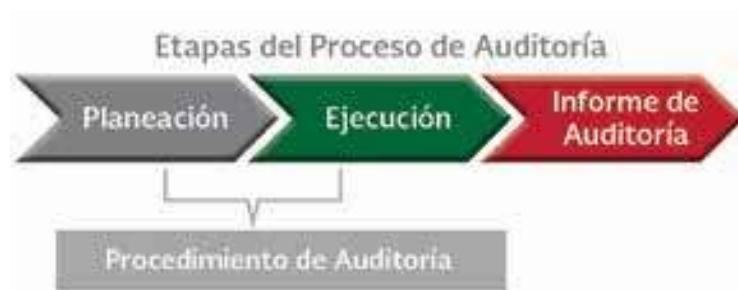 Etapas del Proceso de Auditoría
Planeación
Ejecución
Informe de
Auditoría
Procedimiento de Auditoría